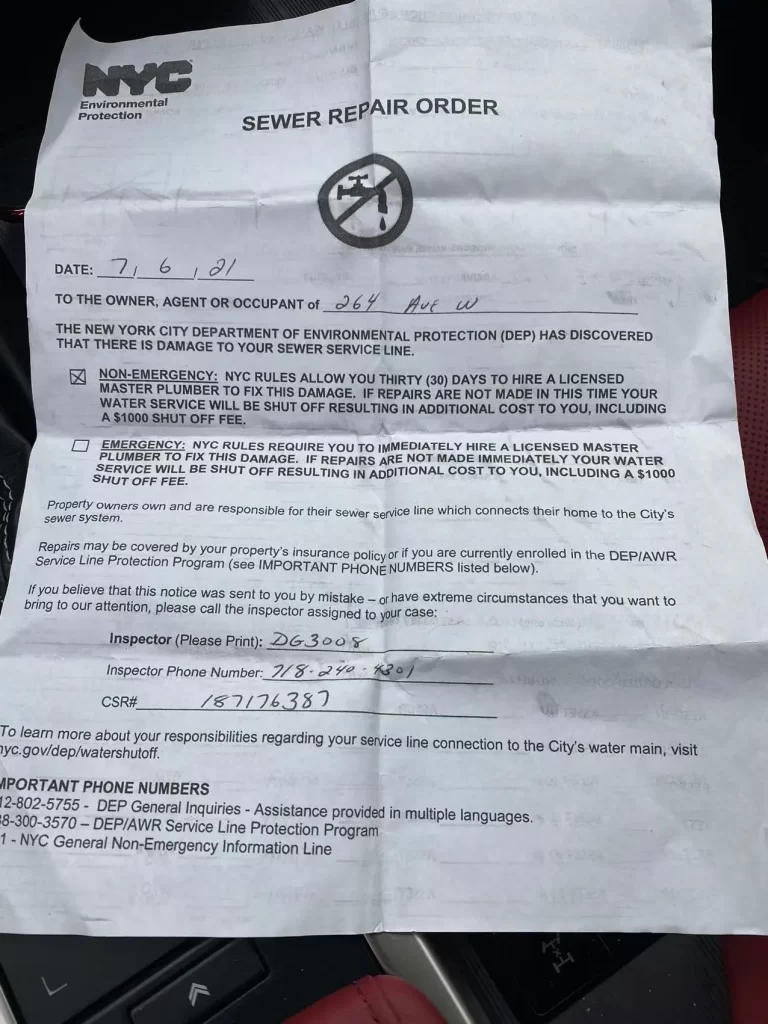 NYC
Environmental
Protection
SEWER REPAIR ORDER
DATE: 7, 6, 21
TO THE OWNER, AGENT OR OCCUPANT of 264 Ave W
THE NEW YORK CITY DEPARTMENT OF ENVIRONMENTAL PROTECTION (DEP) HAS DISCOVERED
THAT THERE IS DAMAGE TO YOUR SEWER SERVICE LINE.
NON-EMERGENCY: NYC RULES ALLOW YOU THIRTY (30) DAYS TO HIRE A LICENSED
MASTER PLUMBER TO FIX THIS DAMAGE. IF REPAIRS ARE NOT MADE IN THIS TIME YOUR
WATER SERVICE WILL BE SHUT OFF RESULTING IN ADDITIONAL COST TO YOU, INCLUDING
A $1000 SHUT OFF FEE.
EMERGENCY: NYC RULES REQUIRE YOU TO IMMEDIATELY HIRE A LICENSED MASTER
PLUMBER TO FIX THIS DAMAGE. IF REPAIRS ARE NOT MADE IMMEDIATELY YOUR WATER
SERVICE WILL BE SHUT OFF RESULTING IN ADDITIONAL COST TO YOU, INCLUDING A $1000
SHUT OFF FEE.
Property owners own and are responsible for their sewer service line which connects their home to the City's
sewer system.
Repairs may be covered by your property's insurance policy or if you are currently enrolled in the DEP/AWR
Service Line Protection Program (see IMPORTANT PHONE NUMBERS listed below).
If you believe that this notice was sent to you by mistake – or have extreme circumstances that you want to
bring to our attention, please call the inspector assigned to your case:
Inspector (Please Print): DG3008
Inspector Phone Number: 718-240-4301
CSR# 187176387
To learn more about your responsibilities regarding your service line connection to the City's water main, visit
nyc.gov/dep/watershutoff.
MPORTANT PHONE NUMBERS
12-802-5755 - DEP General Inquiries - Assistance provided in multiple languages.
8-300-3570 – DEP/AWR Service Line Protection Program
1 - NYC General Non-Emergency Information Line